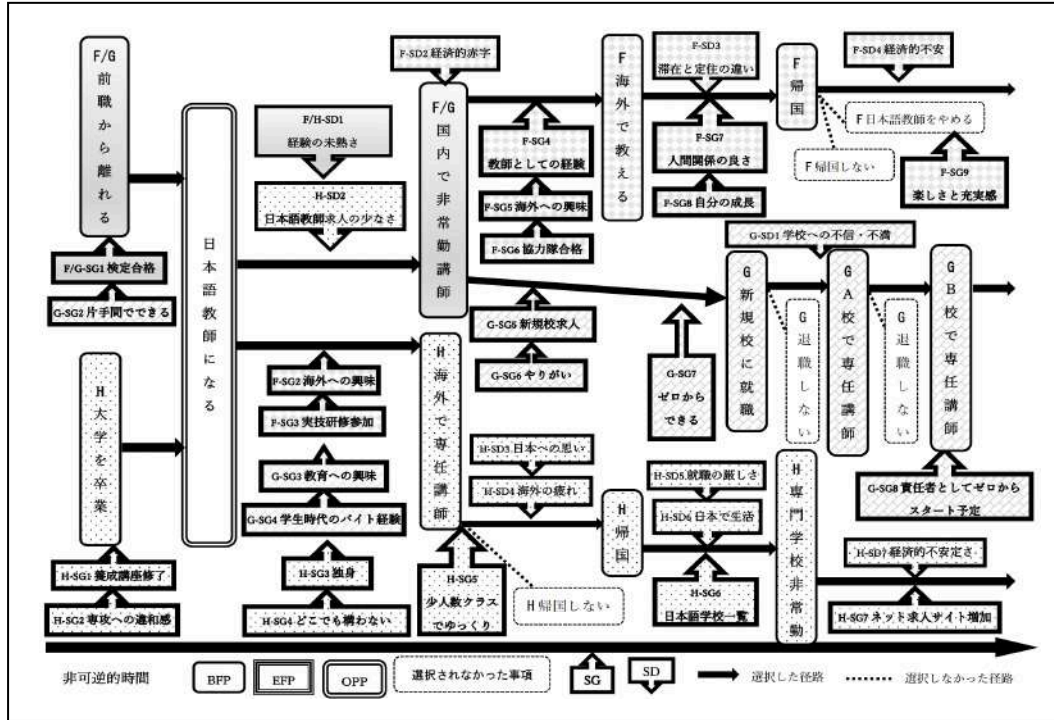 F/G前職から離れる
F/G-SG1 検定合格
G-SG2 片手間でできる
H大学を卒業
H-SG1 養成講座修了
H-SG2 専攻への違和感
日本語教師になる
F/H-SD1
経験の未熟さ
H-SD2
日本語教師求人の少なさ
F-SG2 海外への興味
F-SG3 実技研修参加
G-SG3 教育への興味
G-SG4 学生時代のバイト経験
H-SG3 独身
H-SG4 どこでも構わない
F-SD2 経済的赤字
F/G国内で非常勤講師
F-SG4
教師としての経験
F-SG5 海外への興味
F-SG6 協力隊合格
G-SG5 新規校求人
G-SG6 やりがい
H海外で専任講師
H-SG5
少人数クラス
でゆっくり
H-SD3 日本への思い
H-SD4 海外の疲れ
H帰国しない
H帰国
F海外で教える
F-SD3
滞在と定住の違い
F-SG7
人間関係の良さ
F-SG8 自分の成長
F帰国
F-SD4 経済的不安
F日本語教師をやめる
F帰国しない
F-SG9
楽しさと充実感
G-SD1 学校への不信・不満
G-SG7
ゼロから
できる
G新規校に就職
G退職しない
GA校で専任講師
G退職しない
GB校で専任講師
G-SG8 責任者としてゼロから
スタート予定
H-SD5 就職の厳しさ
H-SD6 日本で生活
H-SG6
日本語学校一覧
H専門学校非常勤
H-SD7 経済的不安定さ
H-SG7 ネット求人サイト増加
非可逆的時間
BFP
EFP
OPP
選択されなかった事項
SG
SD
選択した径路
選択しなかった径路